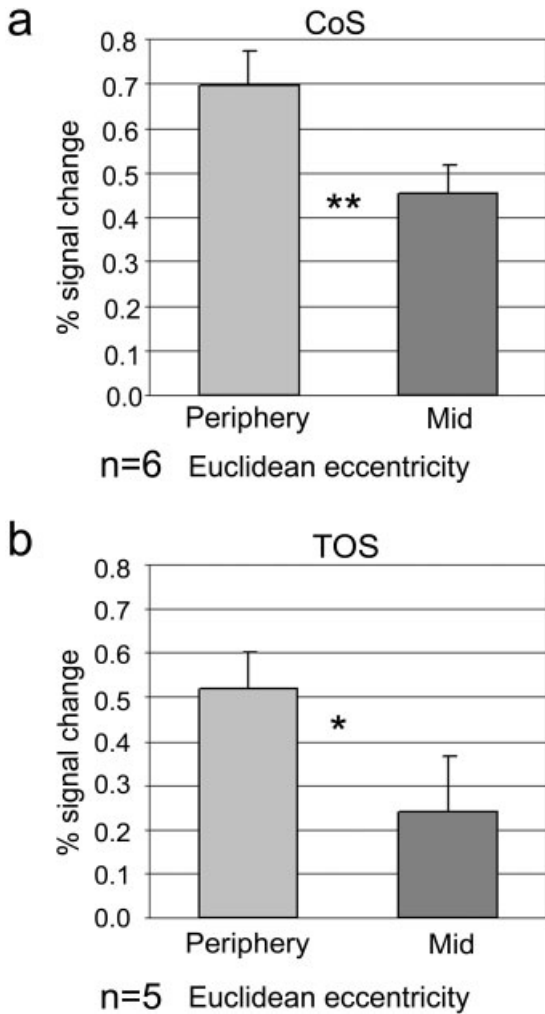 a
CoS
0.8
0.7
0.6
0.5
0.4
0.3
0.2
0.1
0.0
% signal change
**
Periphery Mid
n=6 Euclidean eccentricity
b
TOS
0.8
0.7
0.6
0.5
0.4
0.3
0.2
0.1
0.0
% signal change
*
Periphery Mid
n=5 Euclidean eccentricity